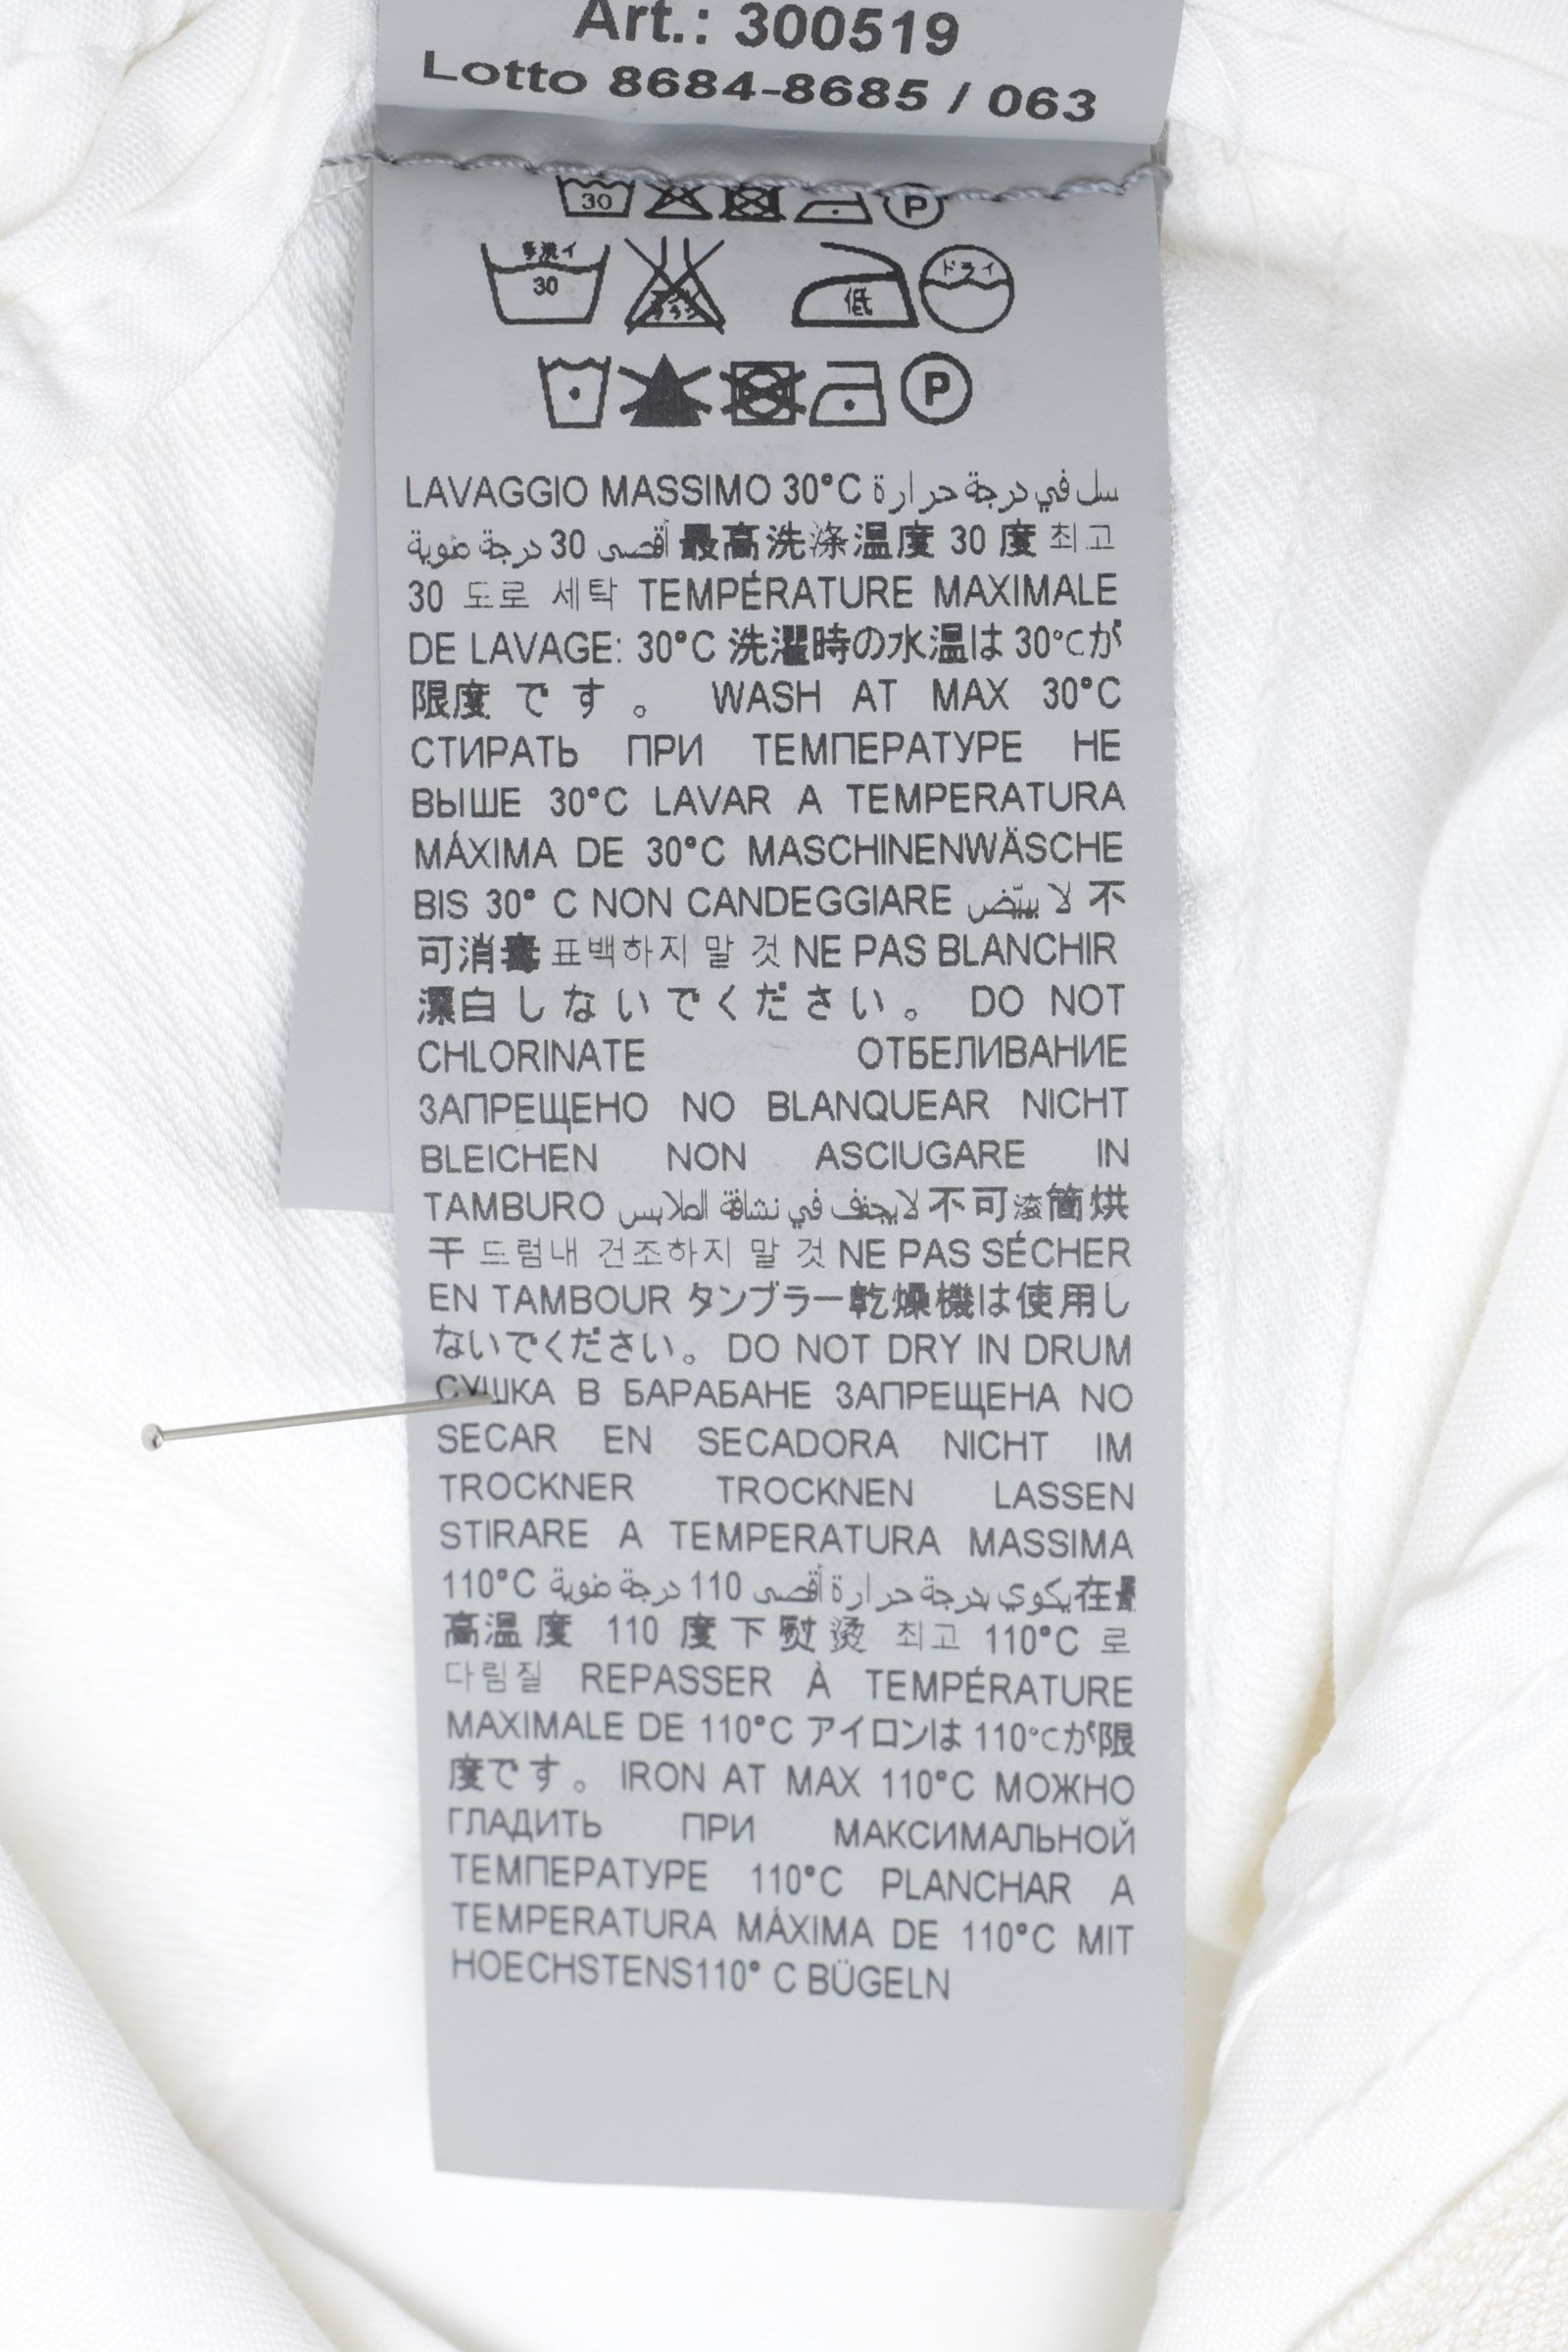 Art.: 300519
Lotto 8684-8685 / 063
30 P
30 低 ドライ
P
LAVAGGIO MASSIMO 30°C سل في درجة حرارة
أقصى 30 درجة مئوية 最高洗涤温度 30 度 최고
30 도로 세탁 TEMPÉRATURE MAXIMALE
DE LAVAGE: 30°C 洗濯時の水温は 30℃が
限度です。 WASH AT MAX 30°C
СТИРАТЬ ПРИ ТЕМПЕРАТУРЕ НЕ
ВЫШЕ 30°C LAVAR A TEMPERATURA
MÁXIMA DE 30°C MASCHINENWÄSCHE
BIS 30° C NON CANDEGGIARE لا يبيّض 不
可消毒 표백하지 말 것 NE PAS BLANCHIR
漂白しないでください。 DO NOT
CHLORINATE ОТБЕЛИВАНИЕ
ЗАПРЕЩЕНО NO BLANQUEAR NICHT
BLEICHEN NON ASCIUGARE IN
TAMBURO لايجفف في نشافة الملابس 不可滚筒烘
干 드럼내 건조하지 말 것 NE PAS SÉCHER
EN TAMBOUR タンブラー乾燥機は使用し
ないでください。 DO NOT DRY IN DRUM
СУШКА В БАРАБАНЕ ЗАПРЕЩЕНА NO
SECAR EN SECADORA NICHT IM
TROCKNER TROCKNEN LASSEN
STIRARE A TEMPERATURA MASSIMA
110°C يكوي بدرجة حرارة أقصى 110 درجة مئوية 在最
高温度 110 度下熨烫 최고 110°C 로
다림질 REPASSER À TEMPÉRATURE
MAXIMALE DE 110°C アイロンは 110℃が限
度です。 IRON AT MAX 110°C МОЖНО
ГЛАДИТЬ ПРИ МАКСИМАЛЬНОЙ
ТЕМПЕРАТУРЕ 110°C PLANCHAR A
TEMPERATURA MÁXIMA DE 110°C MIT
HOECHSTENS110° C BÜGELN